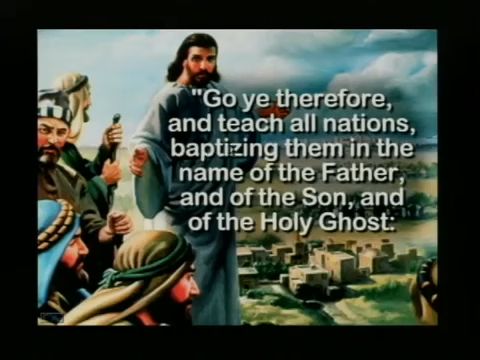 "Go ye therefore,
and teach all nations,
baptizing them in the
name of the Father,
and of the Son, and
of the Holy Ghost: